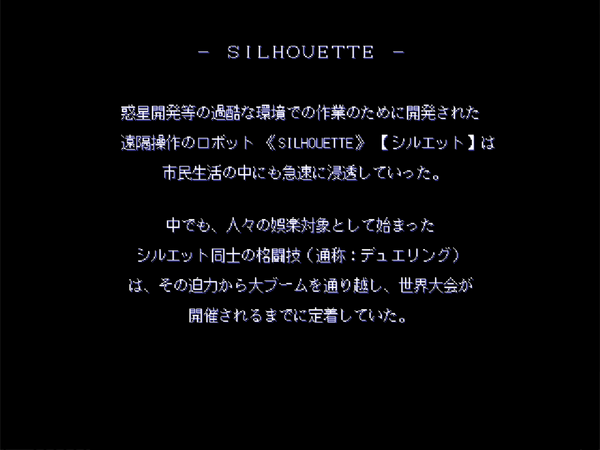 - SILHOUETTE -
惑星開発等の過酷な環境での作業のために開発された
遠隔操作のロボット《SILHOUETTE》【シルエット】は
市民生活の中にも急速に浸透していった。
中でも、人々の娯楽対象として始まった
シルエット同士の格闘技(通称:デュエリング)
は、その迫力から大ブームを通り越し、世界大会が
開催されるまでに定着していた。